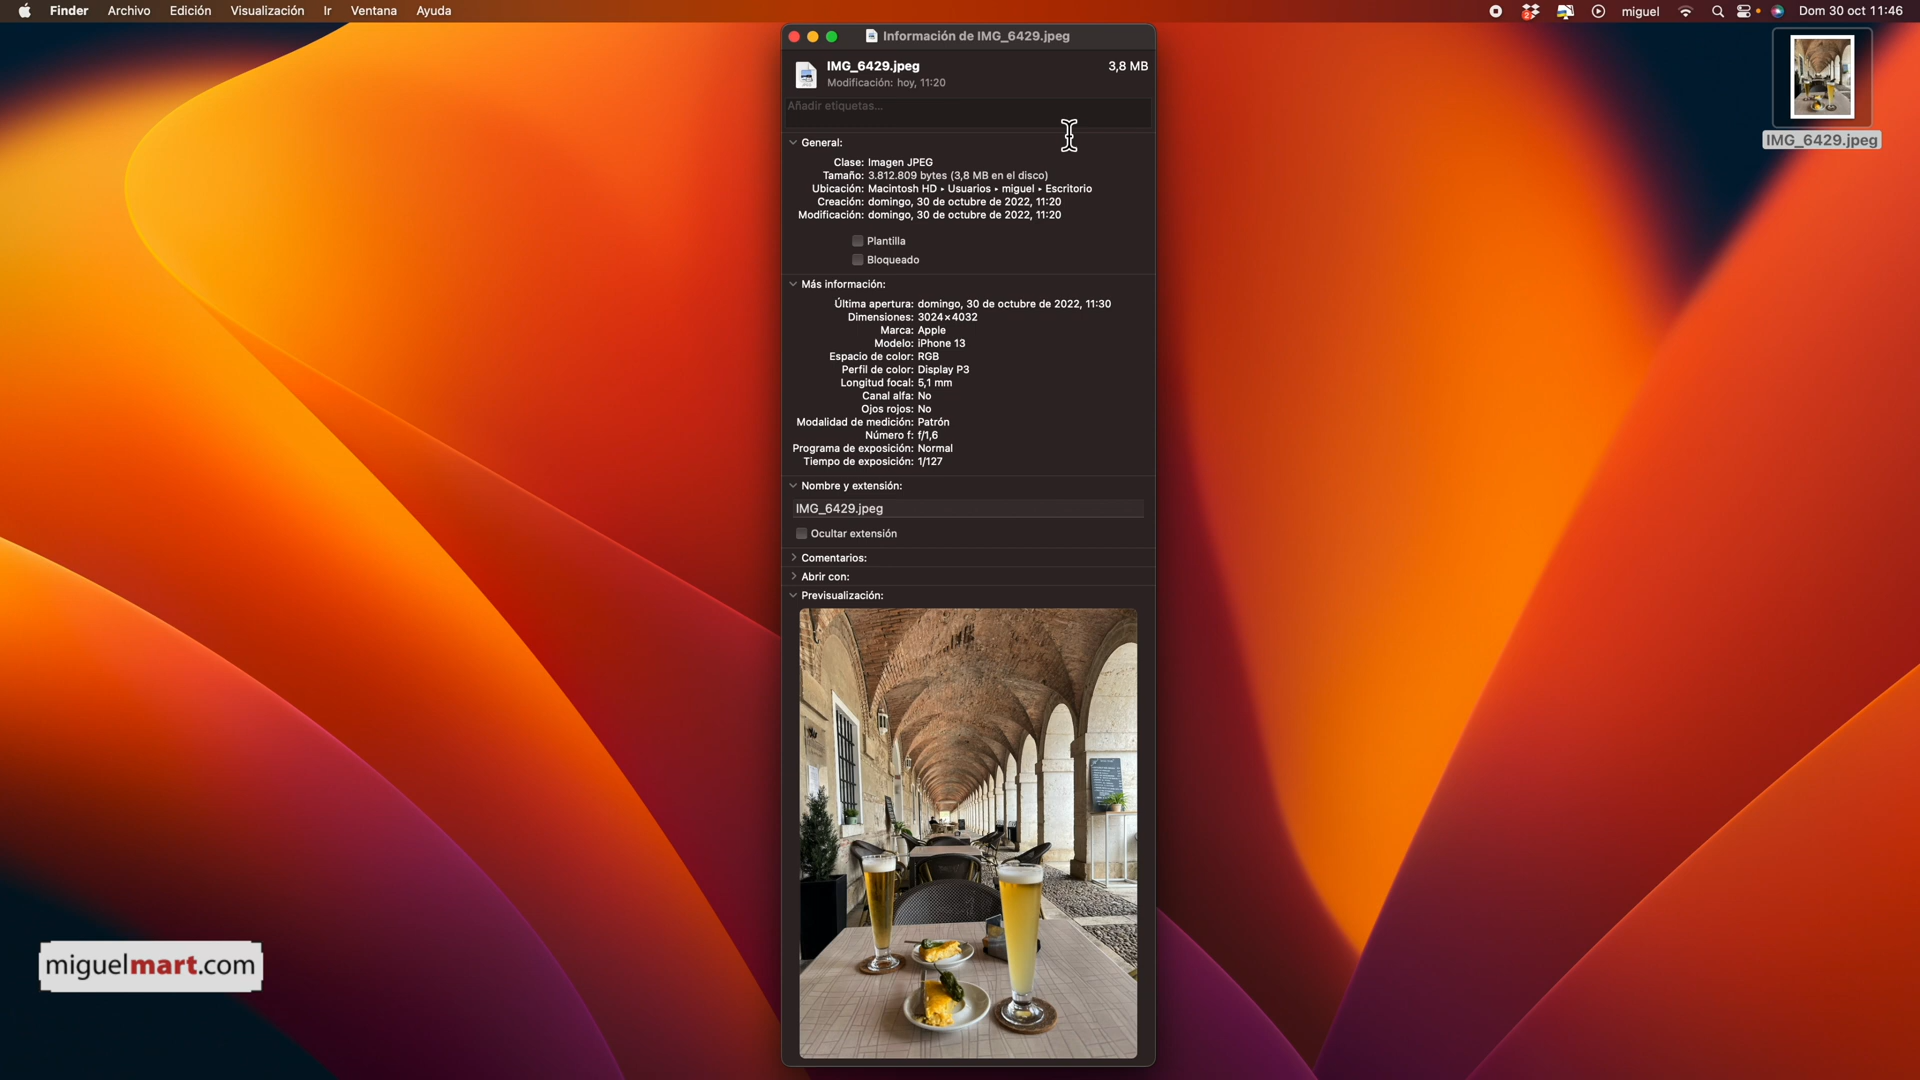 Finder Archivo Edición Visualización Ir Ventana Ayuda
miguel Dom 30 oct 11:46
Información de IMG_6429.jpeg
IMG_6429.jpeg 3,8 MB
Modificación: hoy, 11:20
Añadir etiquetas...
IMG_6429.jpeg
General:
Clase: Imagen JPEG
Tamaño: 3.812.809 bytes (3,8 MB en el disco)
Ubicación: Macintosh HD ▸ Usuarios ▸ miguel ▸ Escritorio
Creación: domingo, 30 de octubre de 2022, 11:20
Modificación: domingo, 30 de octubre de 2022, 11:20
Plantilla
Bloqueado
Más información:
Última apertura: domingo, 30 de octubre de 2022, 11:30
Dimensiones: 3024×4032
Marca: Apple
Modelo: iPhone 13
Espacio de color: RGB
Perfil de color: Display P3
Longitud focal: 5,1 mm
Canal alfa: No
Ojos rojos: No
Modalidad de medición: Patrón
Número f: f/1,6
Programa de exposición: Normal
Tiempo de exposición: 1/127
Nombre y extensión:
IMG_6429.jpeg
Ocultar extensión
Comentarios:
Abrir con:
Previsualización:
miguelmart.com